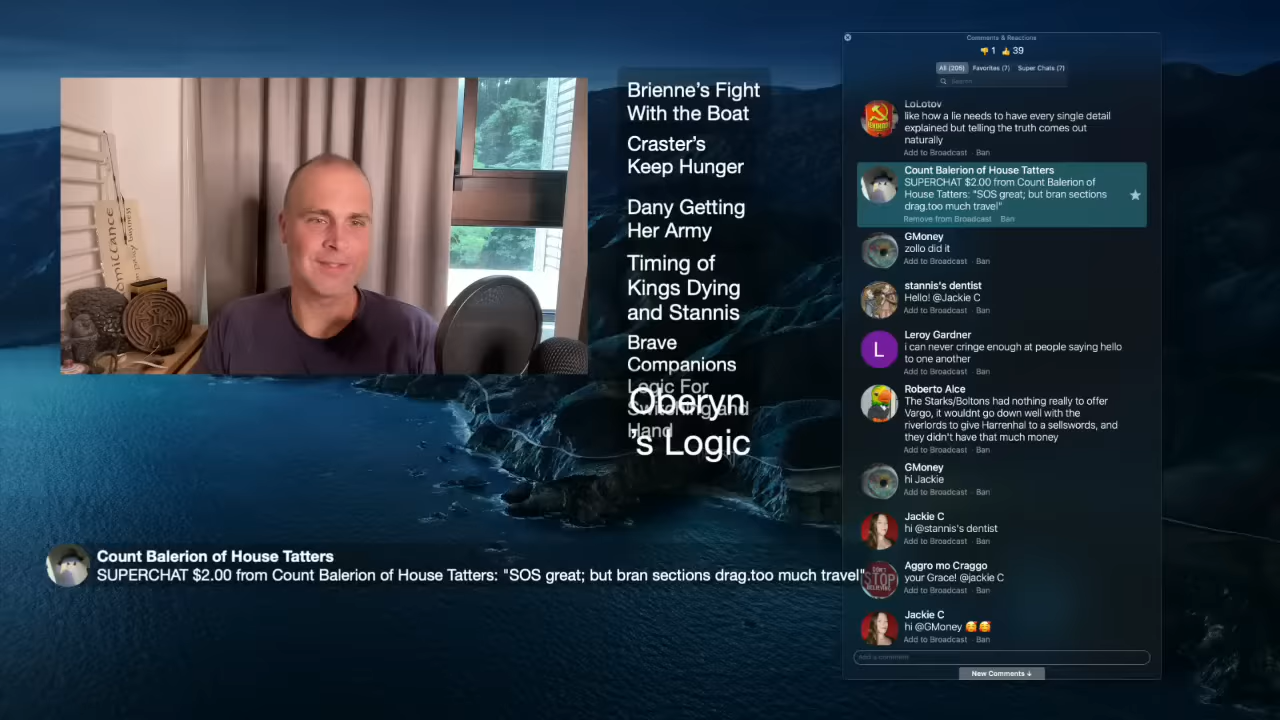 Brienne's Fight
With the Boat
Craster's
Keep Hunger
Dany Getting
Her Army
Timing of
Kings Dying
and Stannis
Brave
Companions
Logic For
Switching and
Hand
Oberyn
's Logic
Count Balerion of House Tatters
SUPERCHAT $2.00 from Count Balerion of House Tatters: "SOS great; but bran sections drag.too much travel"
Comments & Reactions
👎 1 👍 39
All (206) Favorites (7) Super Chats (7)
Search
LoLotov
like how a lie needs to have every single detail
explained but telling the truth comes out
naturally
Add to Broadcast · Ban
Count Balerion of House Tatters
SUPERCHAT $2.00 from Count Balerion of
House Tatters: "SOS great; but bran sections
drag.too much travel"
Remove from Broadcast · Ban
GMoney
zollo did it
Add to Broadcast · Ban
stannis's dentist
Hello! @Jackie C
Add to Broadcast · Ban
L
Leroy Gardner
i can never cringe enough at people saying hello
to one another
Add to Broadcast · Ban
Roberto Alce
The Starks/Boltons had nothing really to offer
Vargo, it wouldnt go down well with the
riverlords to give Harrenhal to a sellswords, and
they didn't have that much money
Add to Broadcast · Ban
GMoney
hi Jackie
Add to Broadcast · Ban
Jackie C
hi @stannis's dentist
Add to Broadcast · Ban
STOP
Aggro mo Craggo
your Grace! @jackie C
Add to Broadcast · Ban
Jackie C
hi @GMoney 🥰🥰
Add to Broadcast · Ban
Add a comment
New Comments ↓